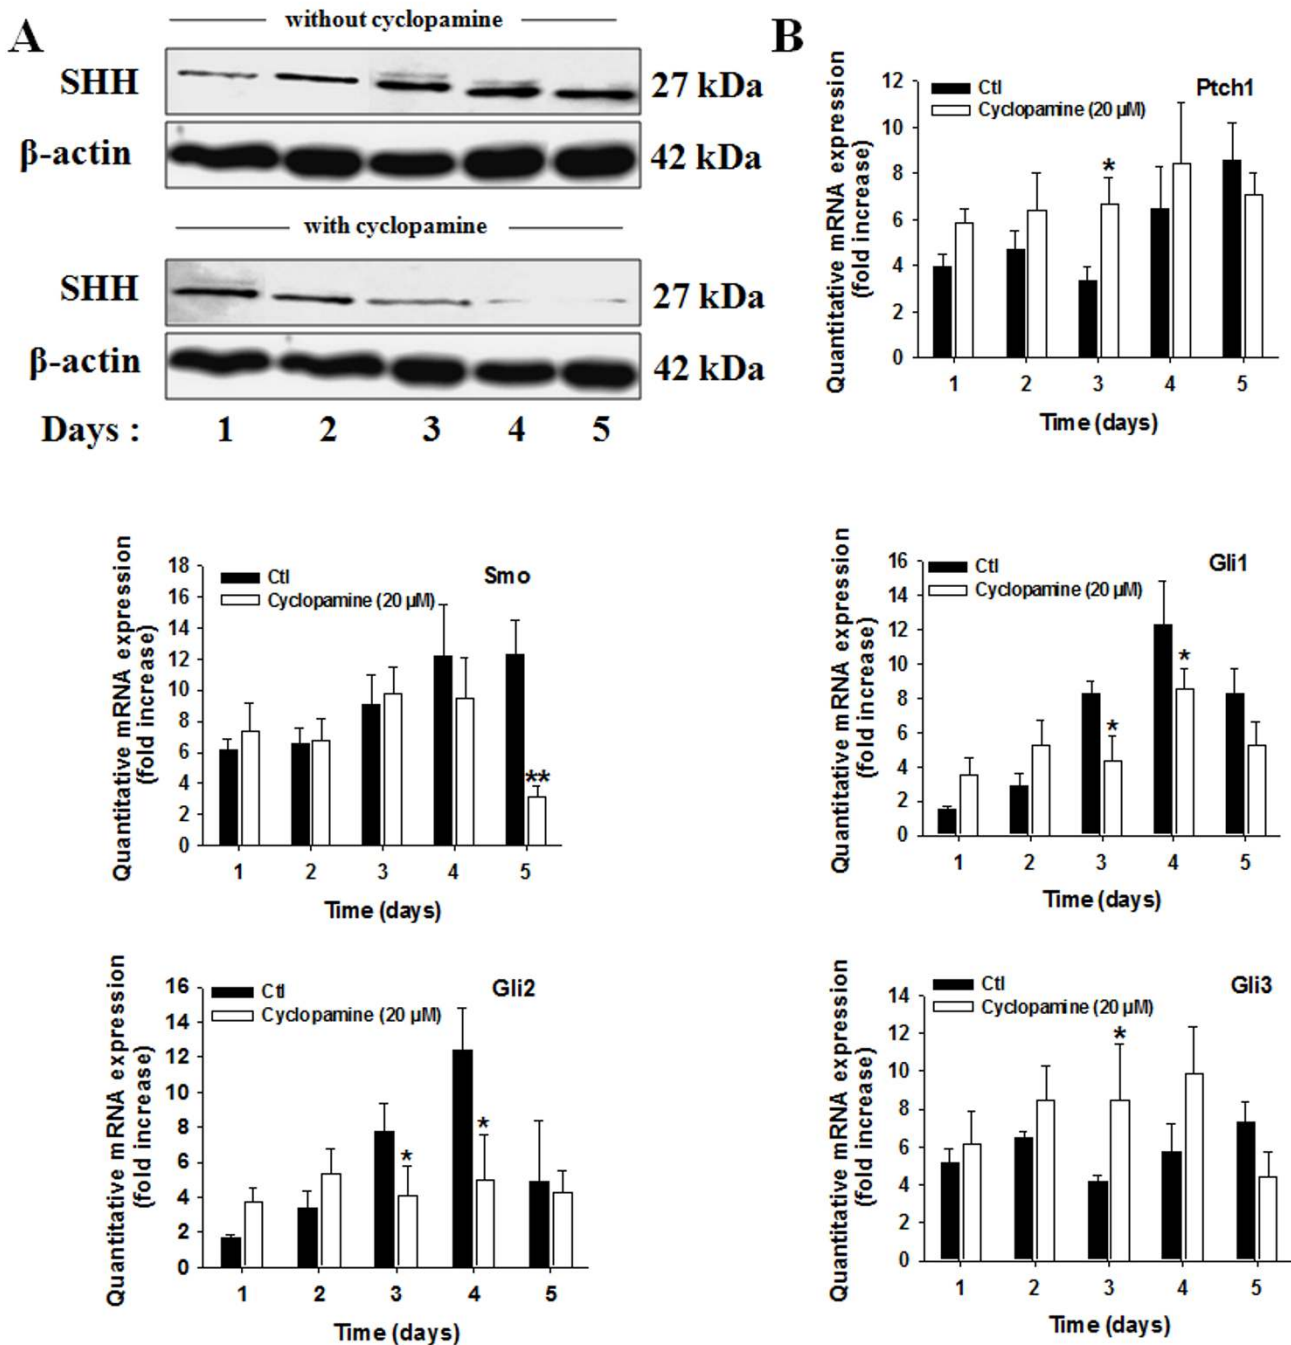 A
without cyclopamine
SHH
27 kDa
β-actin
42 kDa
with cyclopamine
SHH
27 kDa
β-actin
42 kDa
Days : 1 2 3 4 5
B
Ptch1
Ctl
Cyclopamine (20 µM)
Quantitative mRNA expression
(fold increase)
12
10
8
6
4
2
0
*
1 2 3 4 5
Time (days)
Smo
Ctl
Cyclopamine (20 µM)
Quantitative mRNA expression
(fold increase)
18
16
14
12
10
8
6
4
2
0
**
1 2 3 4 5
Time (days)
Gli1
Ctl
Cyclopamine (20 µM)
Quantitative mRNA expression
(fold increase)
16
14
12
10
8
6
4
2
0
* *
1 2 3 4 5
Time (days)
Gli2
Ctl
Cyclopamine (20 µM)
Quantitative mRNA expression
(fold increase)
16
14
12
10
8
6
4
2
0
* *
1 2 3 4 5
Time (days)
Gli3
Ctl
Cyclopamine (20 µM)
Quantitative mRNA expression
(fold increase)
14
12
10
8
6
4
2
0
*
1 2 3 4 5
Time (days)